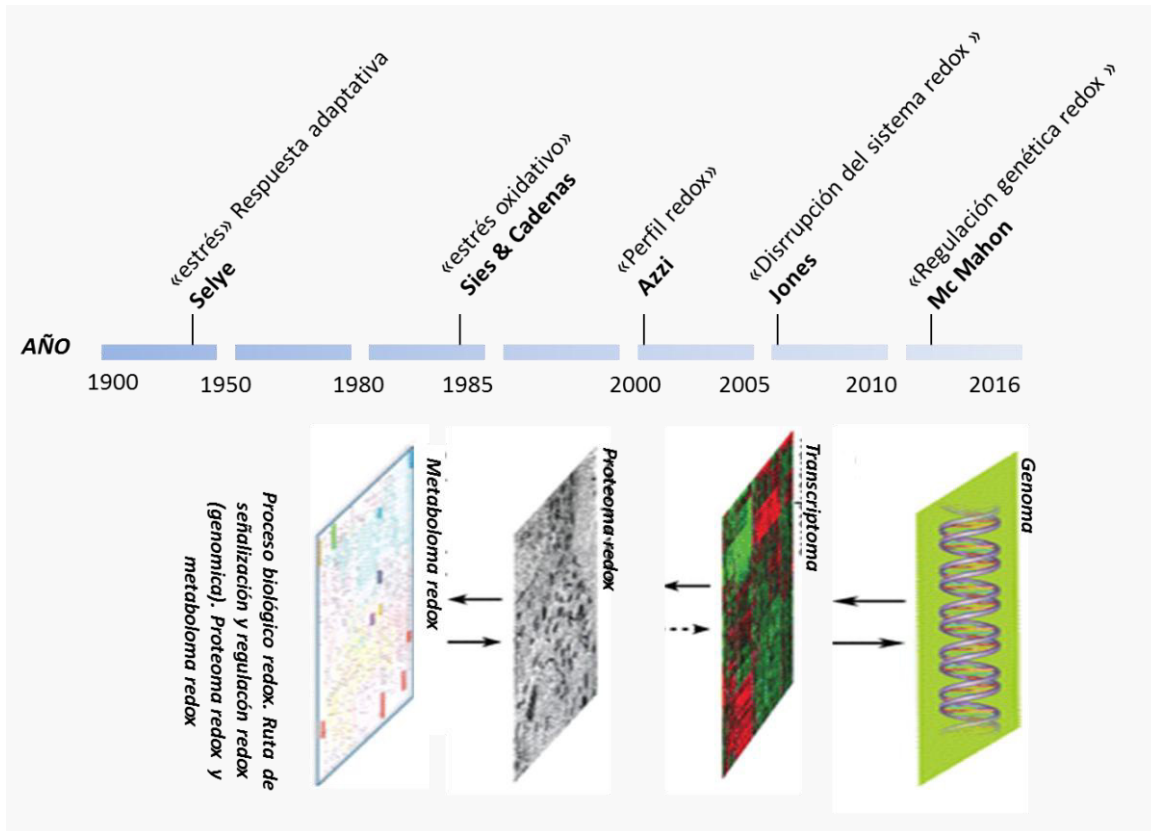 «estrés» Respuesta adaptativa
Selye
«estrés oxidativo»
Sies & Cadenas
«Perfil redox»
Azzi
«Disrrupción del sistema redox »
Jones
«Regulación genética redox »
Mc Mahon
AÑO
1900
1950
1980
1985
2000
2005
2010
2016
Proceso biológico redox. Ruta de
señalización y regulacón redox
(genomica). Proteoma redox y
metaboloma redox
Metaboloma redox
Proteoma redox
Transcriptoma
Genoma